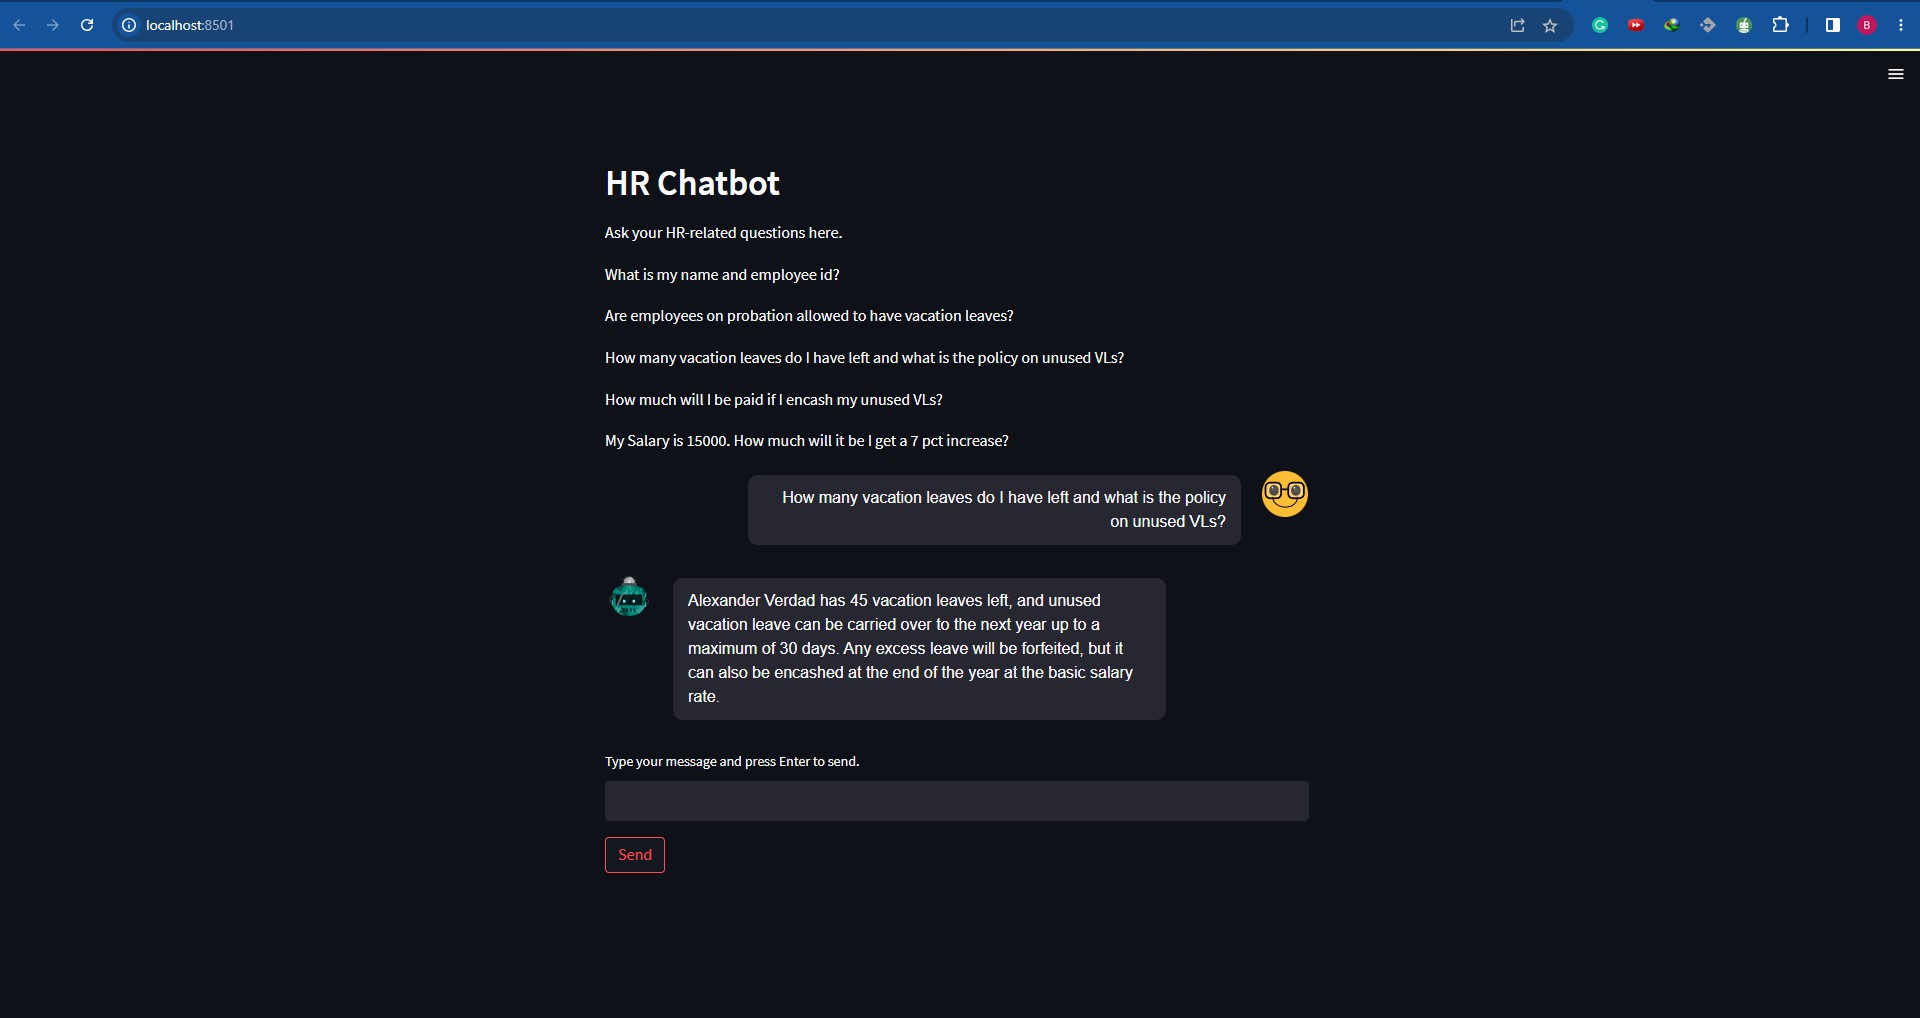 localhost:8501
B
HR Chatbot
Ask your HR-related questions here.
What is my name and employee id?
Are employees on probation allowed to have vacation leaves?
How many vacation leaves do I have left and what is the policy on unused VLs?
How much will I be paid if I encash my unused VLs?
My Salary is 15000. How much will it be I get a 7 pct increase?
How many vacation leaves do I have left and what is the policy
on unused VLs?
Alexander Verdad has 45 vacation leaves left, and unused
vacation leave can be carried over to the next year up to a
maximum of 30 days. Any excess leave will be forfeited, but it
can also be encashed at the end of the year at the basic salary
rate.
Type your message and press Enter to send.
Send